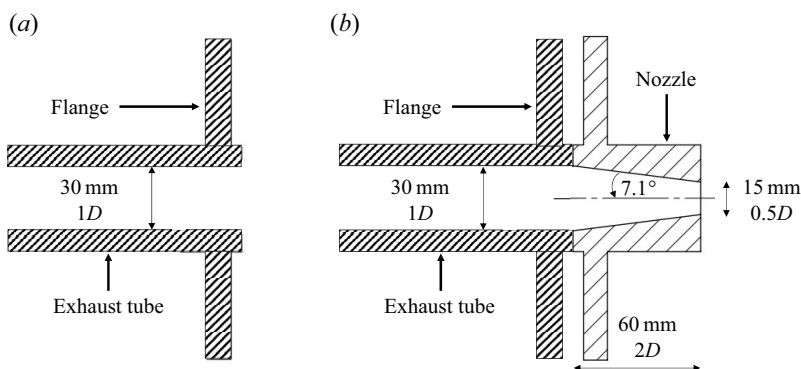 (a)
Flange
30 mm
1D
Exhaust tube
(b)
Flange
Nozzle
30 mm
1D
7.1°
15 mm
0.5D
Exhaust tube
60 mm
2D